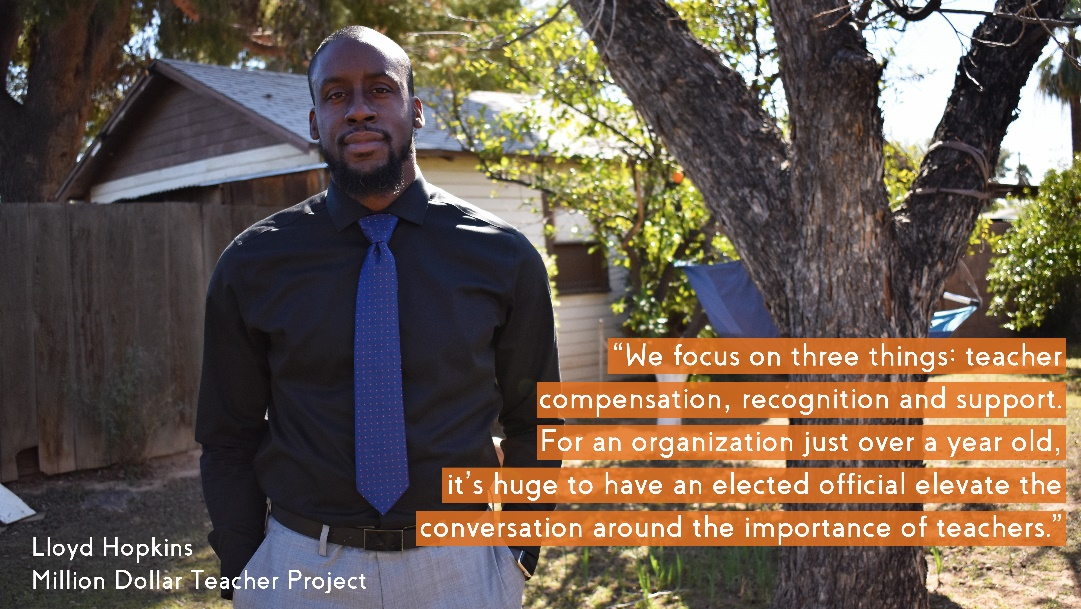 “We focus on three things: teacher
compensation, recognition and support.
For an organization just over a year old,
it’s huge to have an elected official elevate the
conversation around the importance of teachers.”
Lloyd Hopkins
Million Dollar Teacher Project